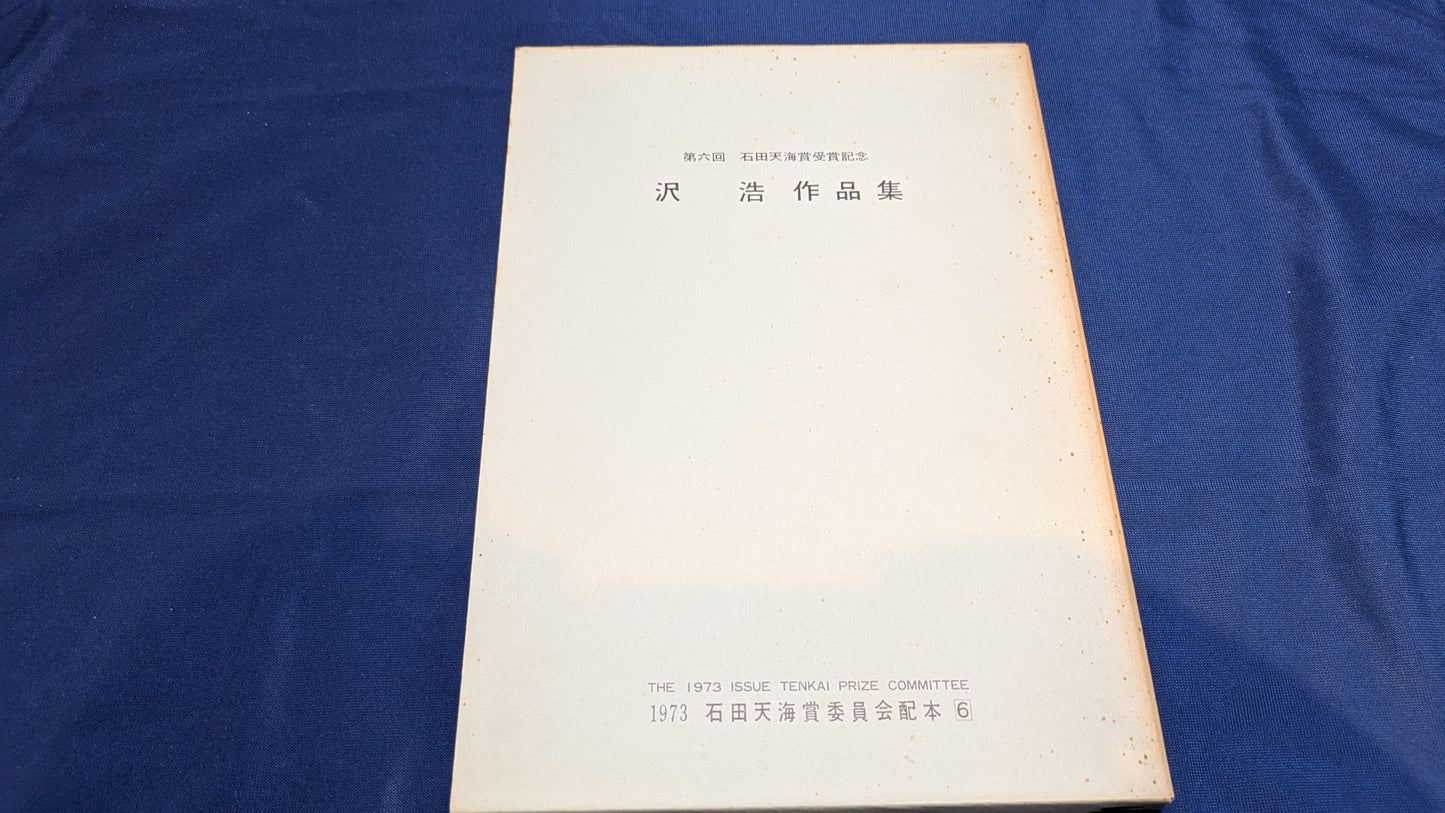 第六回 石田天海賞受賞記念
沢 浩 作品集
THE 1973 ISSUE TENKAI PRIZE COMMITTEE
1973 石田天海賞委員会配本 6